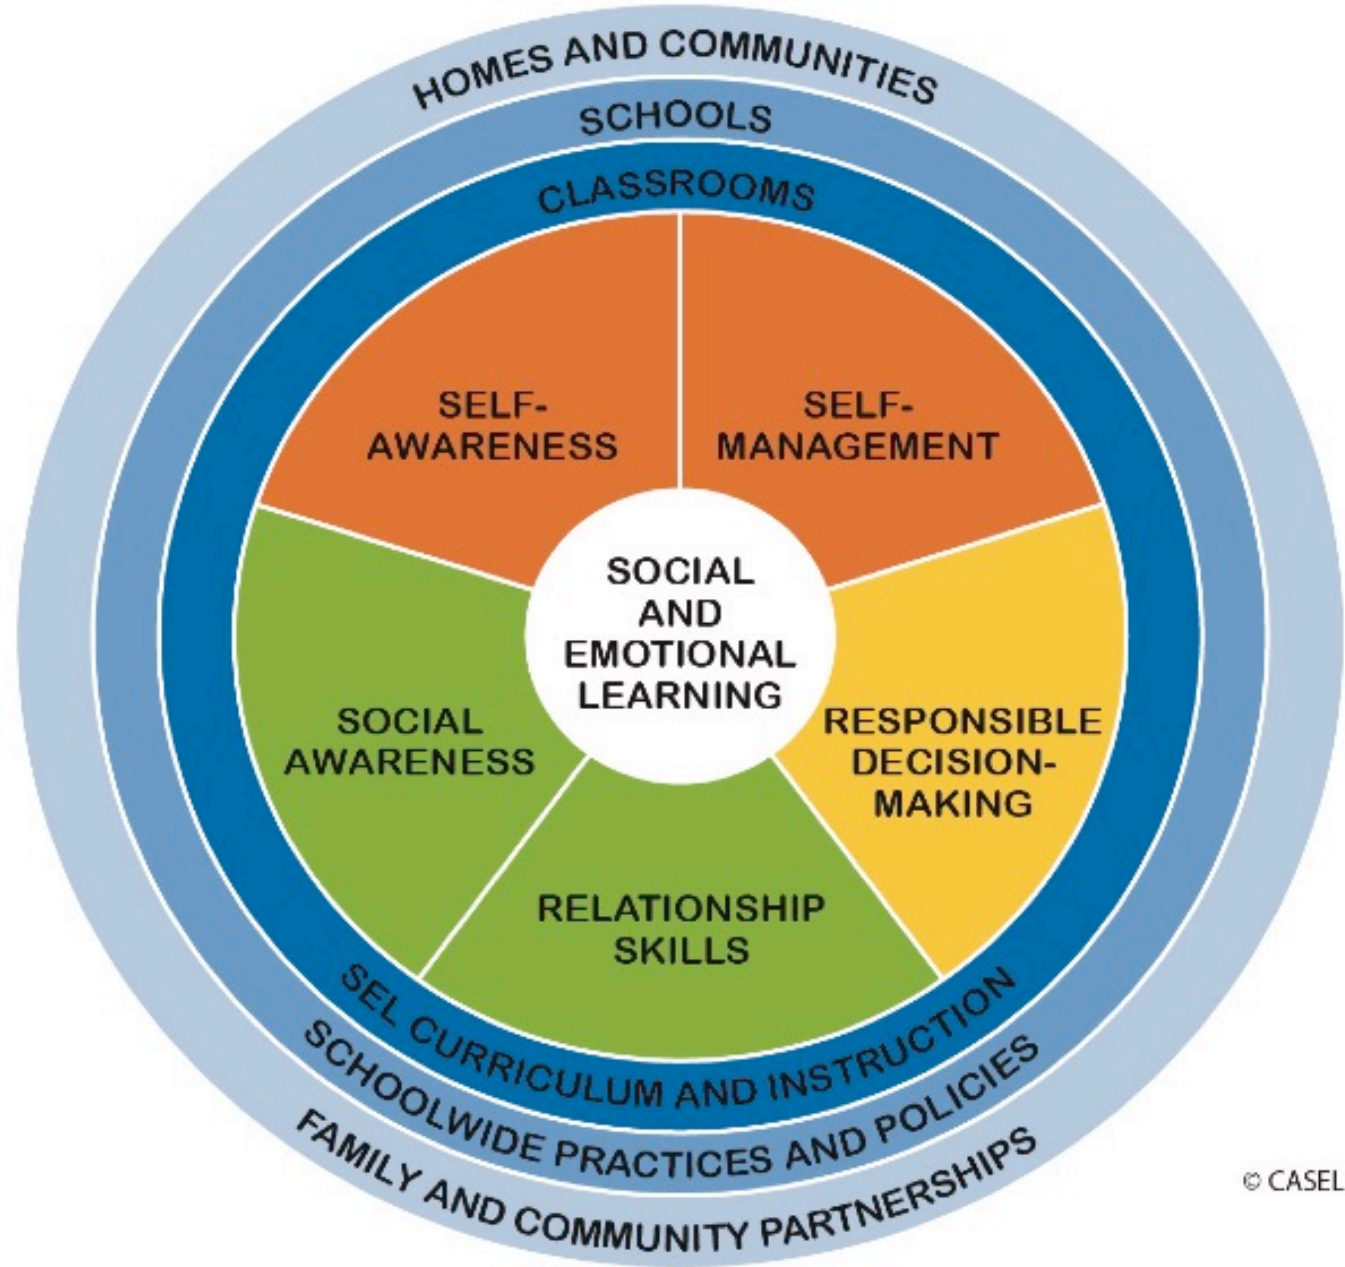 HOMES AND COMMUNITIES
SCHOOLS
CLASSROOMS
SELF-
AWARENESS
SELF-
MANAGEMENT
SOCIAL
AND
EMOTIONAL
LEARNING
SOCIAL
AWARENESS
RESPONSIBLE
DECISION-
MAKING
RELATIONSHIP
SKILLS
SEL CURRICULUM AND INSTRUCTION
SCHOOLWIDE PRACTICES AND POLICIES
FAMILY AND COMMUNITY PARTNERSHIPS
© CASEL